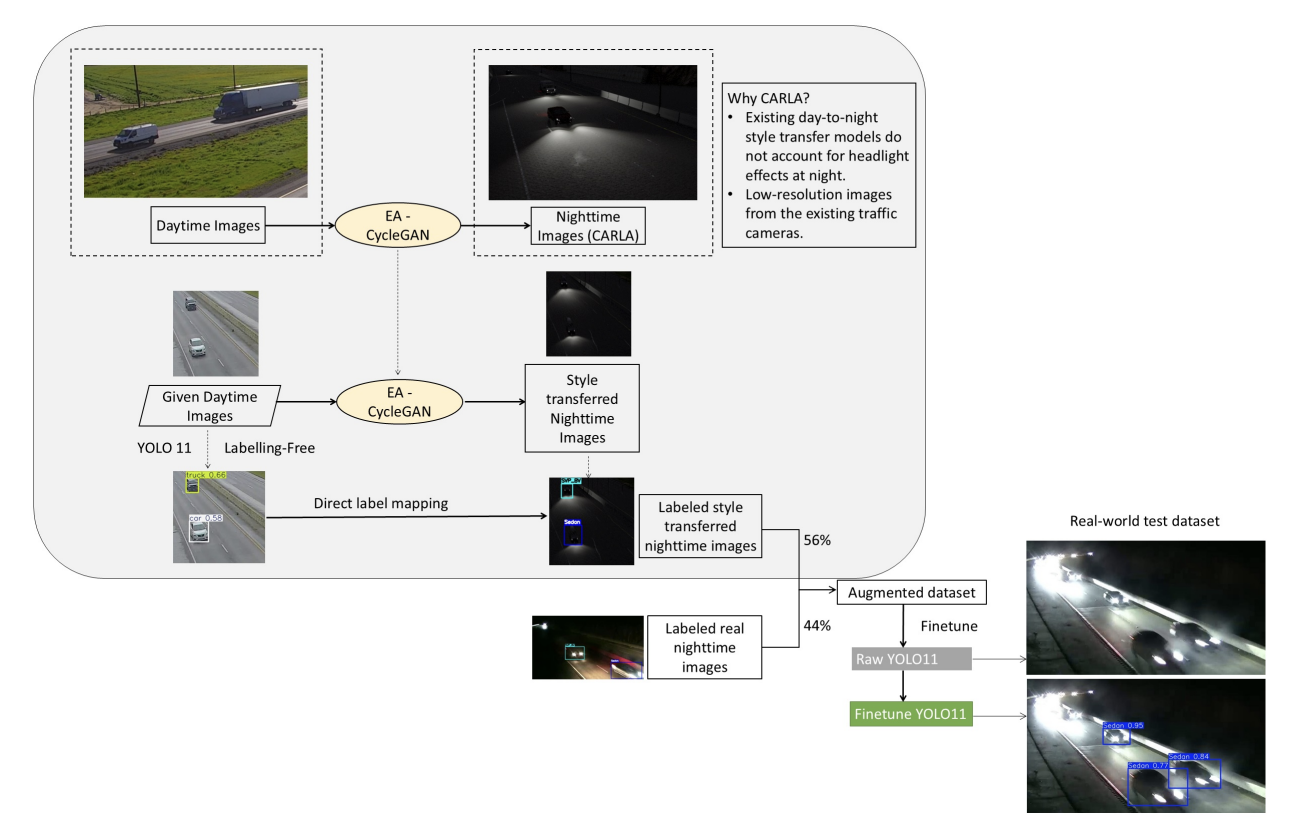 Why CARLA?
• Existing day-to-night
style transfer models do
not account for headlight
effects at night.
• Low-resolution images
from the existing traffic
cameras.
Daytime Images
EA -
CycleGAN
Nighttime
Images (CARLA)
Given Daytime
Images
EA -
CycleGAN
Style
transferred
Nighttime
Images
YOLO 11
Labelling-Free
truck 0.66
car 0.58
Direct label mapping
Sedan
Labeled style
transferred
nighttime images
56%
Real-world test dataset
Augmented dataset
44%
Labeled real
nighttime
images
Finetune
Raw YOLO11
Finetune YOLO11
Sedan 0.95
Sedan 0.84
Sedan 0.77